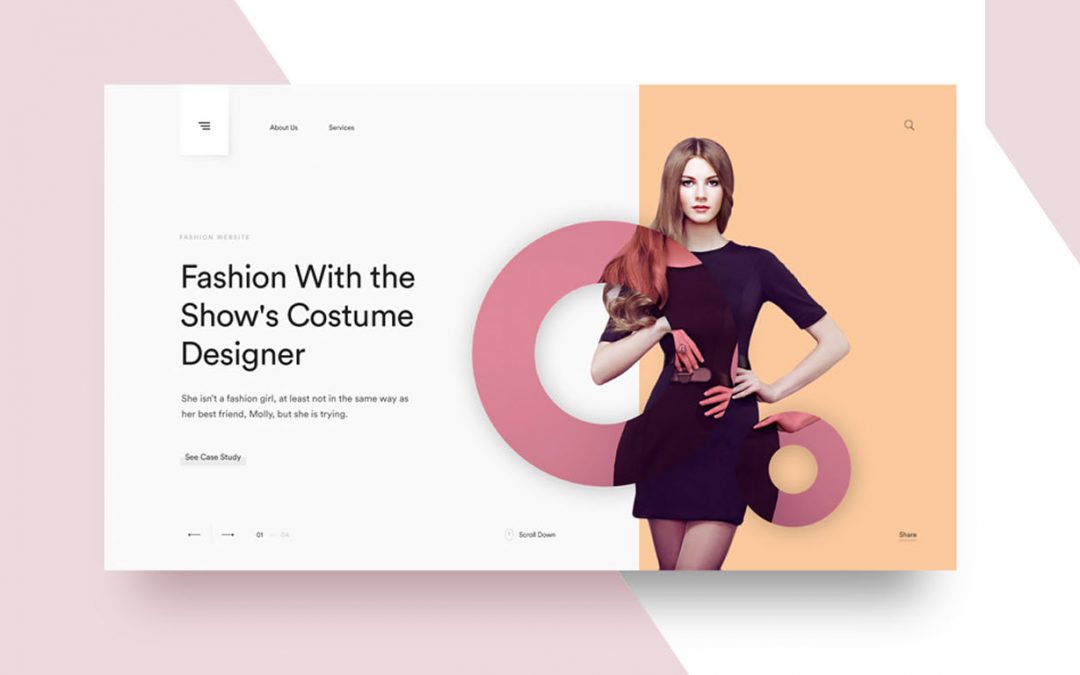 About Us
Services
FASHION WEBSITE
Fashion With the
Show's Costume
Designer
She isn't a fashion girl, at least not in the same way as
her best friend, Molly, but she is trying.
See Case Study
01
04
Scroll Down
Share